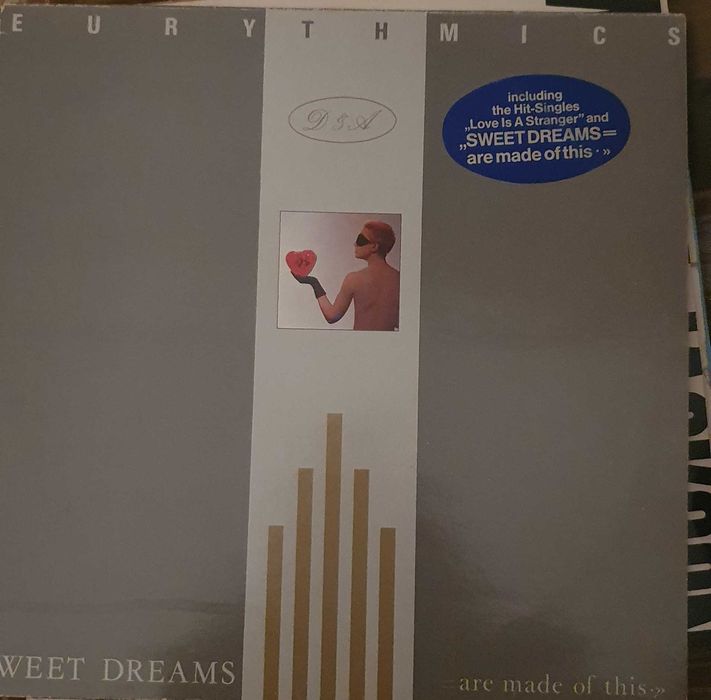 EURYTHMICS
D & A
including
the Hit-Singles
„Love Is A Stranger” and
„SWEET DREAMS=
are made of this · »
WEET DREAMS
are made of this·»